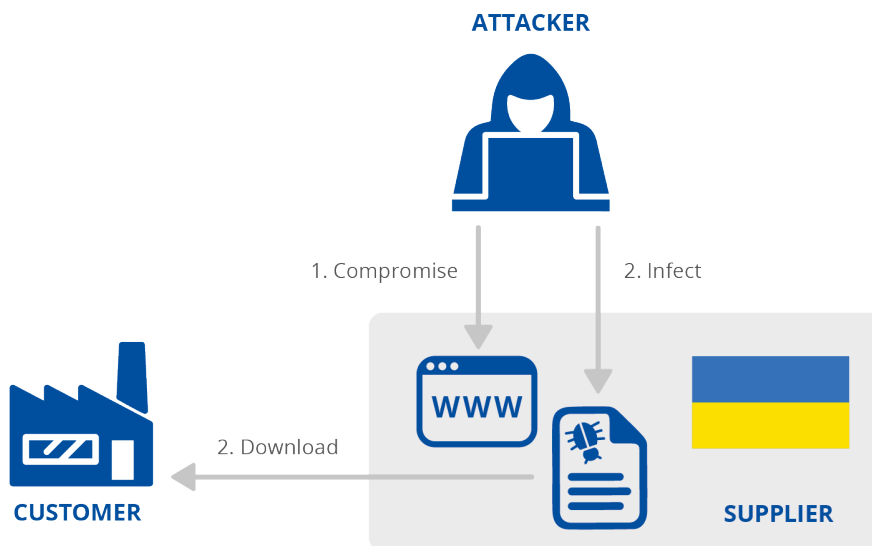 ATTACKER
1. Compromise
2. Infect
WWW
2. Download
CUSTOMER
SUPPLIER